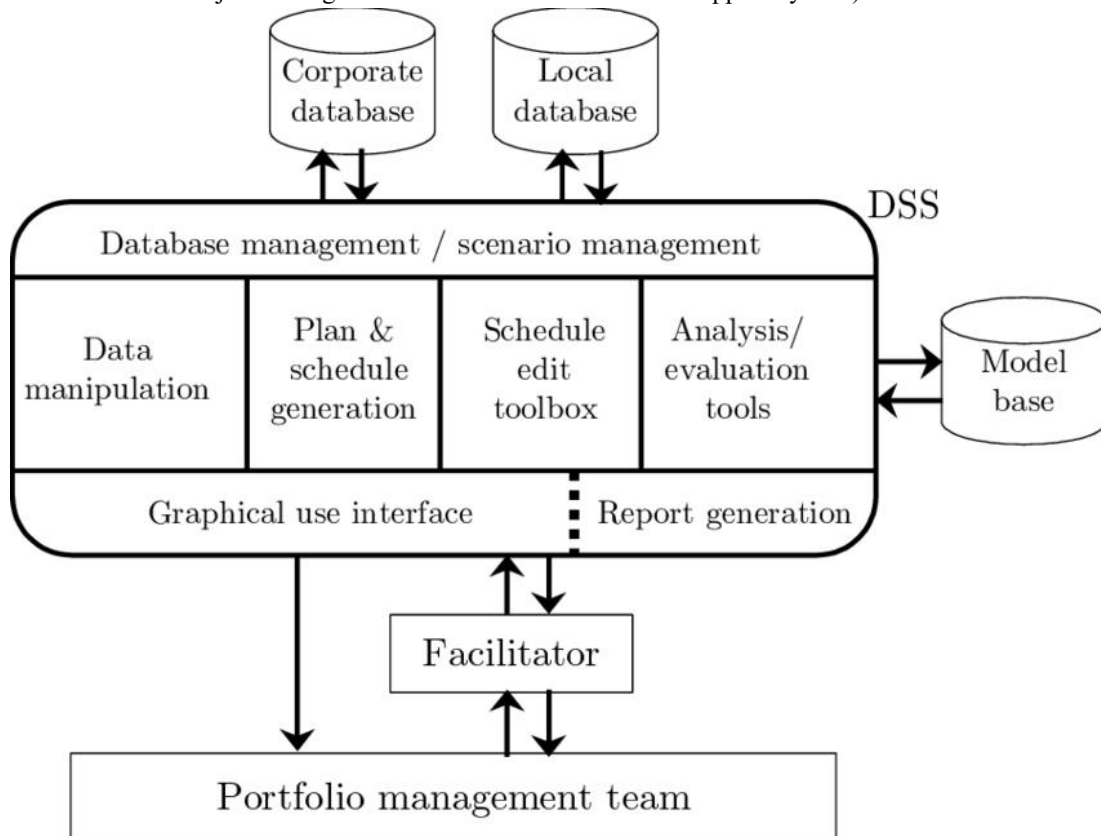 Corporate
database
Local
database
DSS
Database management / scenario management
Data
manipulation
Plan &
schedule
generation
Schedule
edit
toolbox
Analysis/
evaluation
tools
Model
base
Graphical use interface
Report generation
Facilitator
Portfolio management team